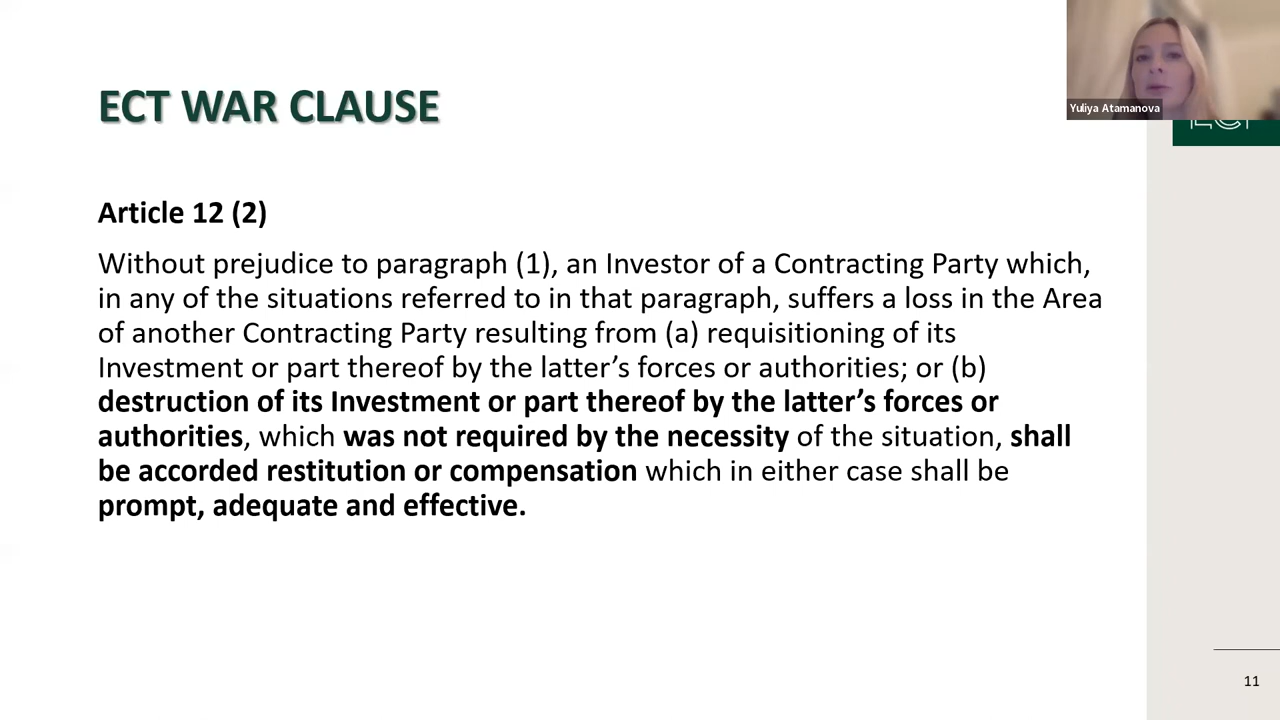 Yuliya Atamanova
ECT WAR CLAUSE
Article 12 (2)
Without prejudice to paragraph (1), an Investor of a Contracting Party which,
in any of the situations referred to in that paragraph, suffers a loss in the Area
of another Contracting Party resulting from (a) requisitioning of its
Investment or part thereof by the latter’s forces or authorities; or (b)
destruction of its Investment or part thereof by the latter’s forces or
authorities, which was not required by the necessity of the situation, shall
be accorded restitution or compensation which in either case shall be
prompt, adequate and effective.
11